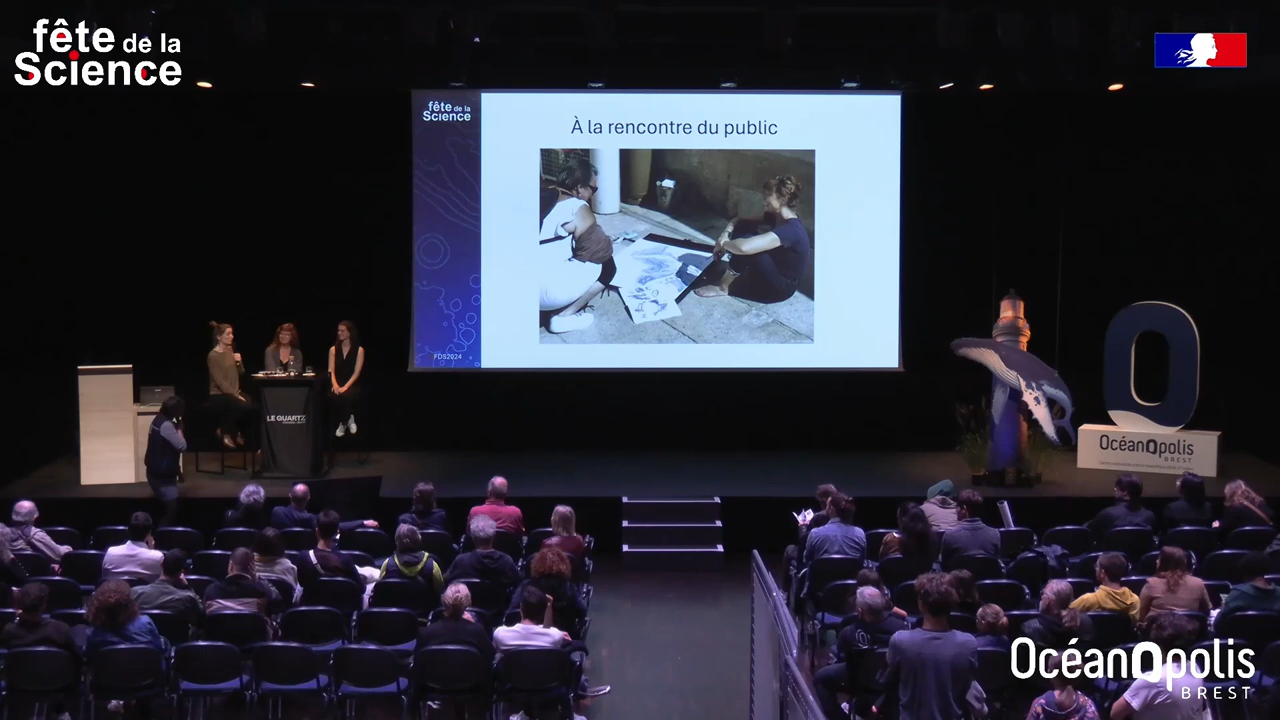 fête de la
Science
fête de la
Science
À la rencontre du public
FDS2024
LE QUARTZ
OcéanOpolis
BREST
OcéanOpolis
BREST